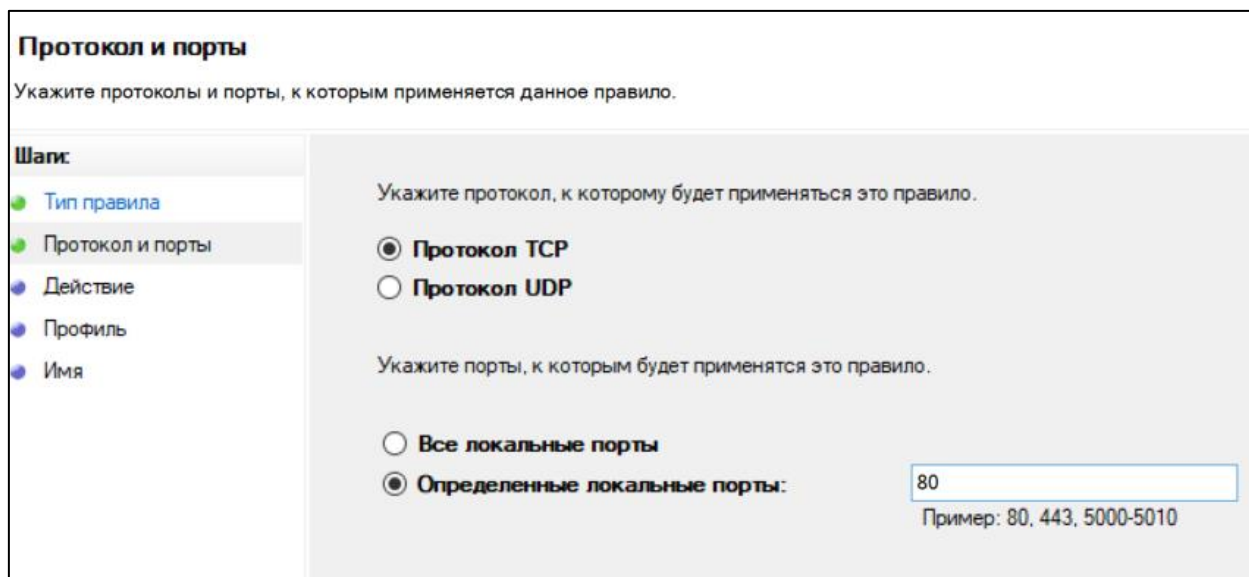 Протокол и порты
Укажите протоколы и порты, к которым применяется данное правило.
Шаги:
Тип правила
Протокол и порты
Действие
Профиль
Имя
Укажите протокол, к которому будет применяться это правило.
Протокол TCP
Протокол UDP
Укажите порты, к которым будет применятся это правило.
Все локальные порты
Определенные локальные порты:
80
Пример: 80, 443, 5000-5010